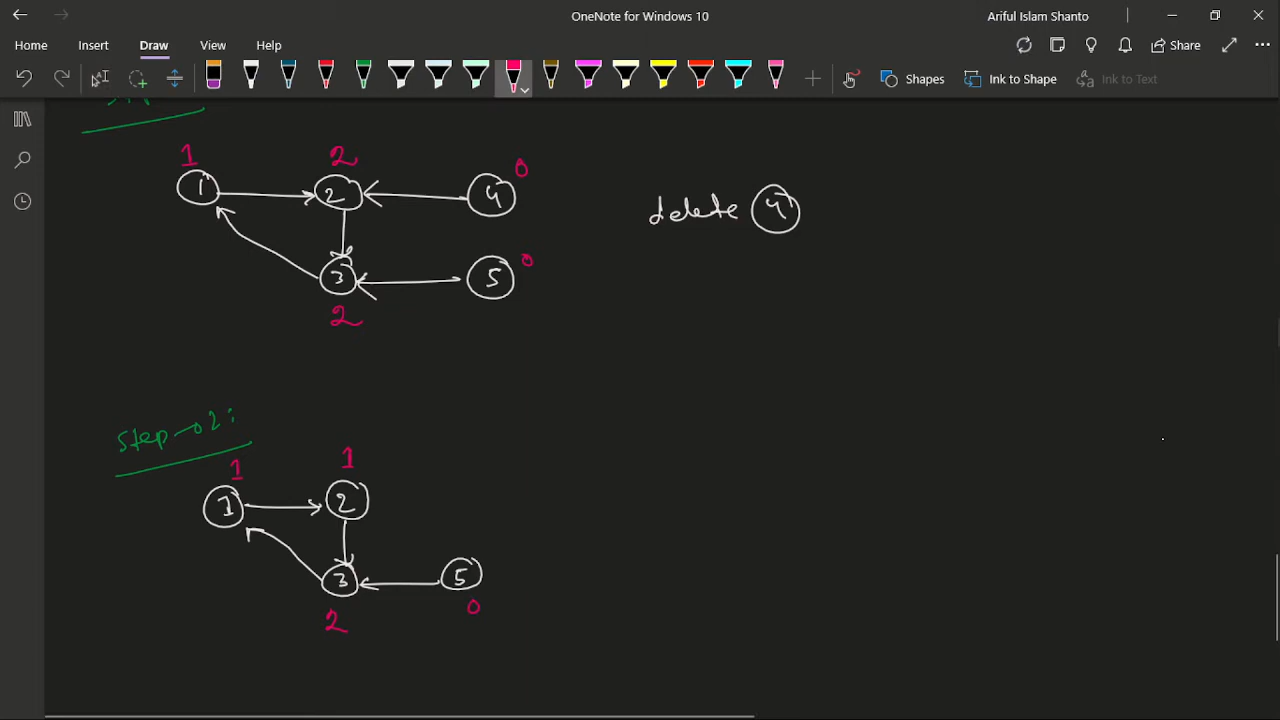 OneNote for Windows 10
Ariful Islam Shanto
Home Insert Draw View Help
Share
Shapes
Ink to Shape
Ink to Text
1 2 0
1 2 4
delete 4
0
3 5
2
Step-02:
1 1
1 2
3 5
2 0